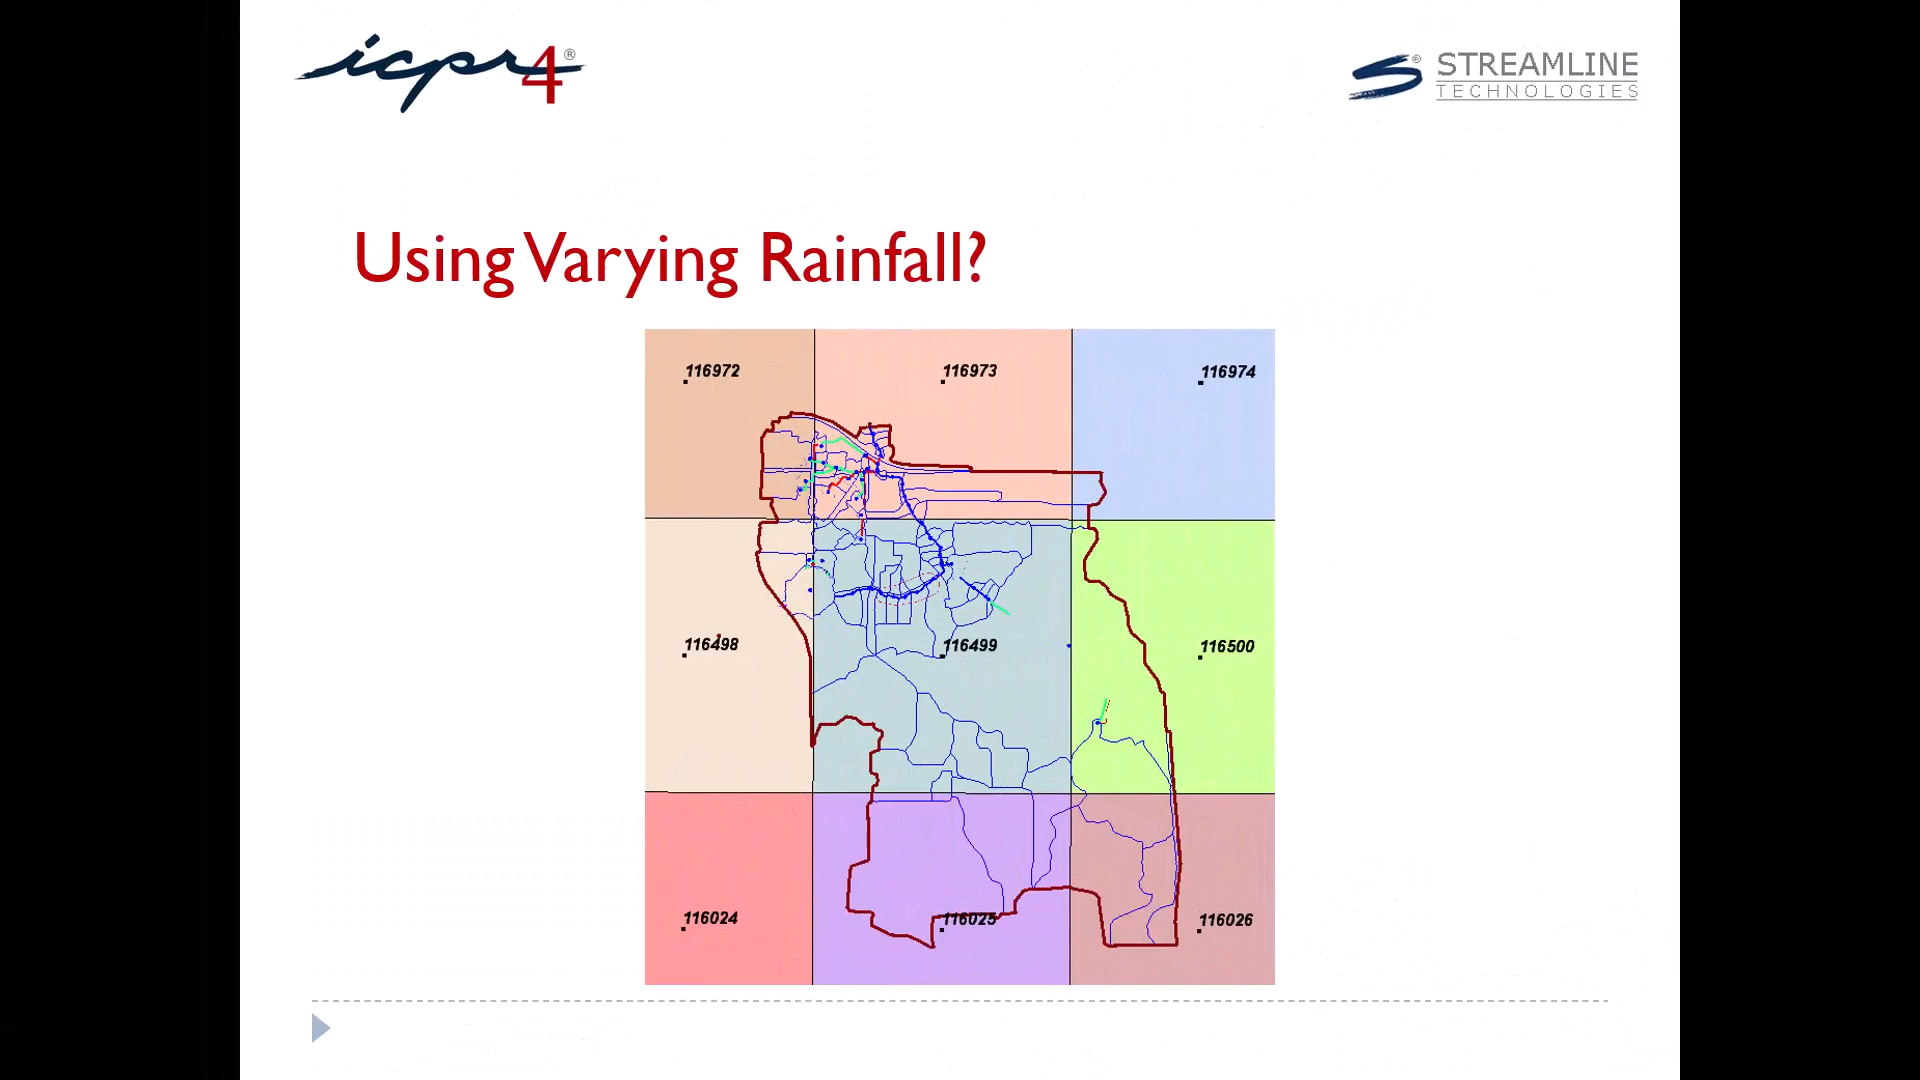 icpr4®
S® STREAMLINE
TECHNOLOGIES
Using Varying Rainfall?
116972 116973 116974
116498 116499 116500
116024 116025 116026